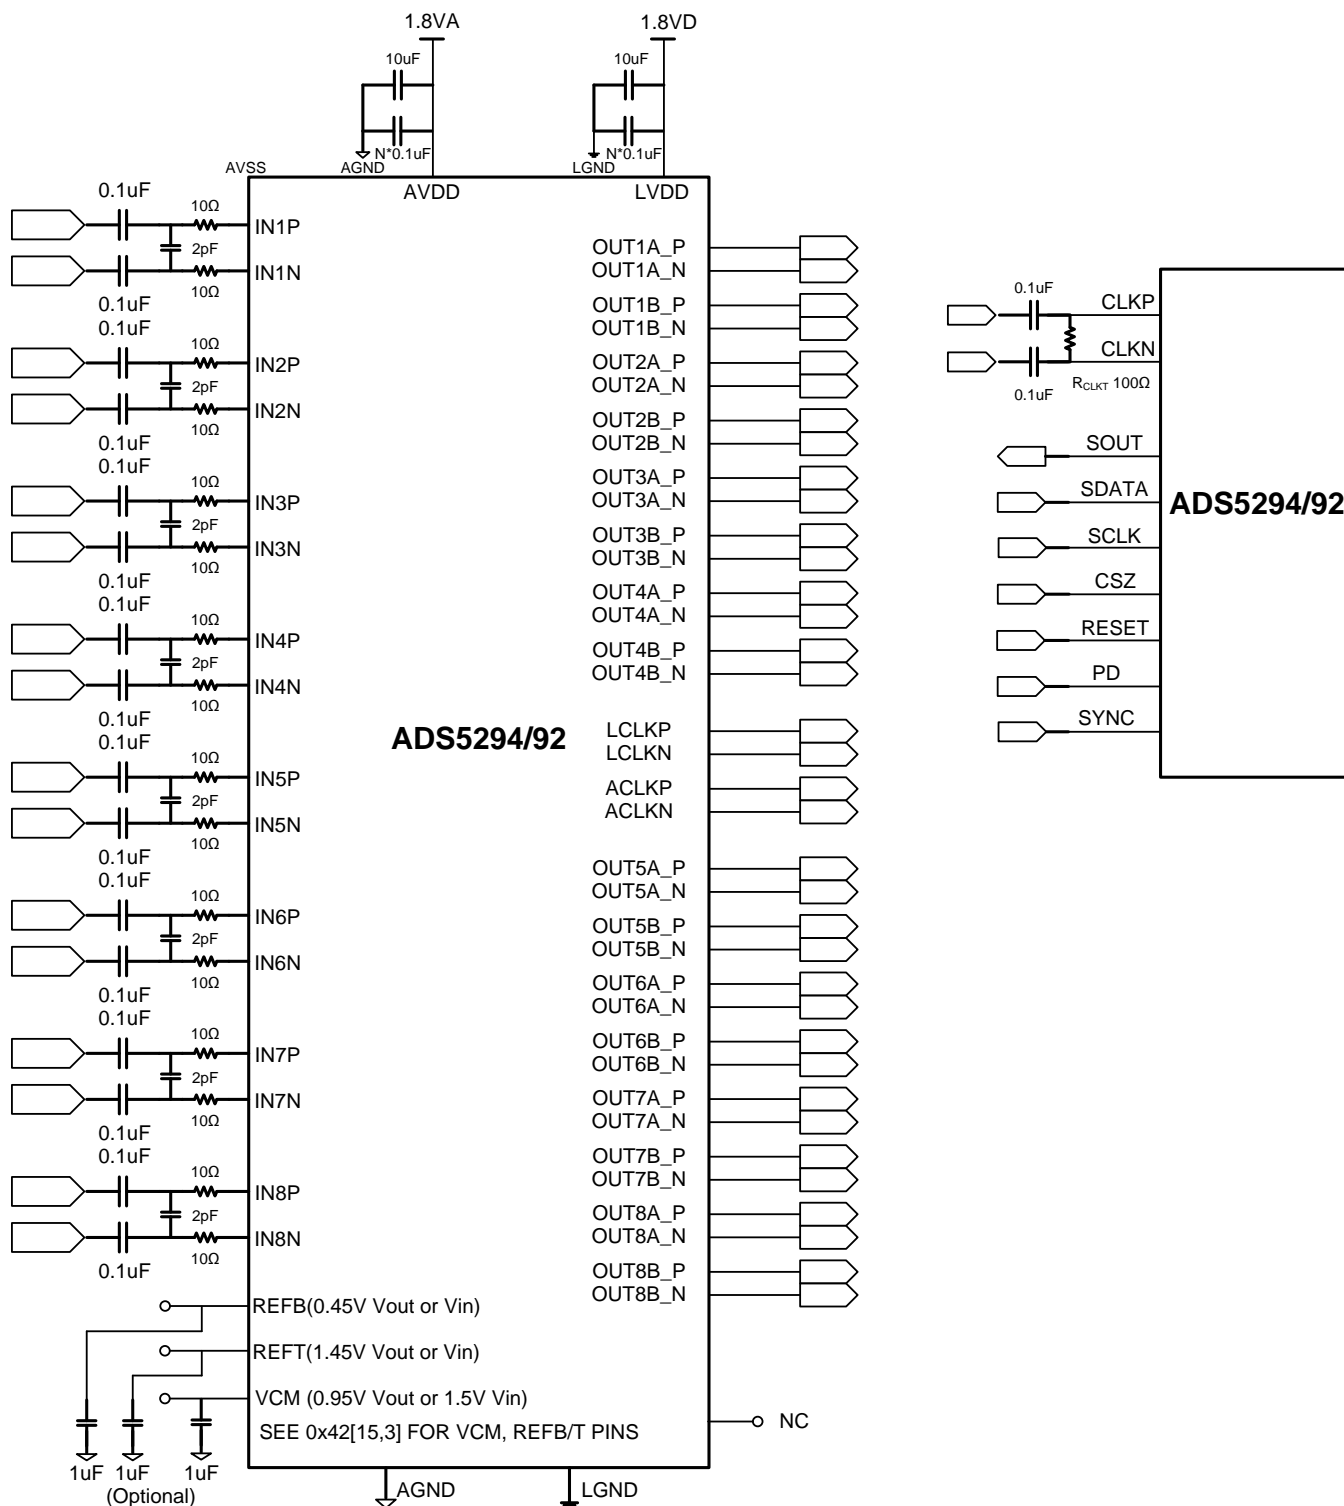 1.8VA
1.8VD
10uF
10uF
N*0.1uF
N*0.1uF
AVSS
AGND
LGND
AVDD
LVDD
0.1uF
10Ω
IN1P
2pF
IN1N
10Ω
0.1uF
0.1uF
10Ω
IN2P
2pF
IN2N
10Ω
0.1uF
0.1uF
10Ω
IN3P
2pF
IN3N
10Ω
0.1uF
0.1uF
10Ω
IN4P
2pF
IN4N
10Ω
0.1uF
0.1uF
10Ω
IN5P
2pF
IN5N
10Ω
0.1uF
0.1uF
10Ω
IN6P
2pF
IN6N
10Ω
0.1uF
0.1uF
10Ω
IN7P
2pF
IN7N
10Ω
0.1uF
0.1uF
10Ω
IN8P
2pF
IN8N
10Ω
0.1uF
REFB(0.45V Vout or Vin)
REFT(1.45V Vout or Vin)
VCM (0.95V Vout or 1.5V Vin)
SEE 0x42[15,3] FOR VCM, REFB/T PINS
1uF
1uF
1uF
(Optional)
AGND
LGND
ADS5294/92
OUT1A_P
OUT1A_N
OUT1B_P
OUT1B_N
OUT2A_P
OUT2A_N
OUT2B_P
OUT2B_N
OUT3A_P
OUT3A_N
OUT3B_P
OUT3B_N
OUT4A_P
OUT4A_N
OUT4B_P
OUT4B_N
LCLKP
LCLKN
ACLKP
ACLKN
OUT5A_P
OUT5A_N
OUT5B_P
OUT5B_N
OUT6A_P
OUT6A_N
OUT6B_P
OUT6B_N
OUT7A_P
OUT7A_N
OUT7B_P
OUT7B_N
OUT8A_P
OUT8A_N
OUT8B_P
OUT8B_N
NC
0.1uF
CLKP
CLKN
0.1uF
RCLKT 100Ω
SOUT
SDATA
SCLK
CSZ
RESET
PD
SYNC
ADS5294/92